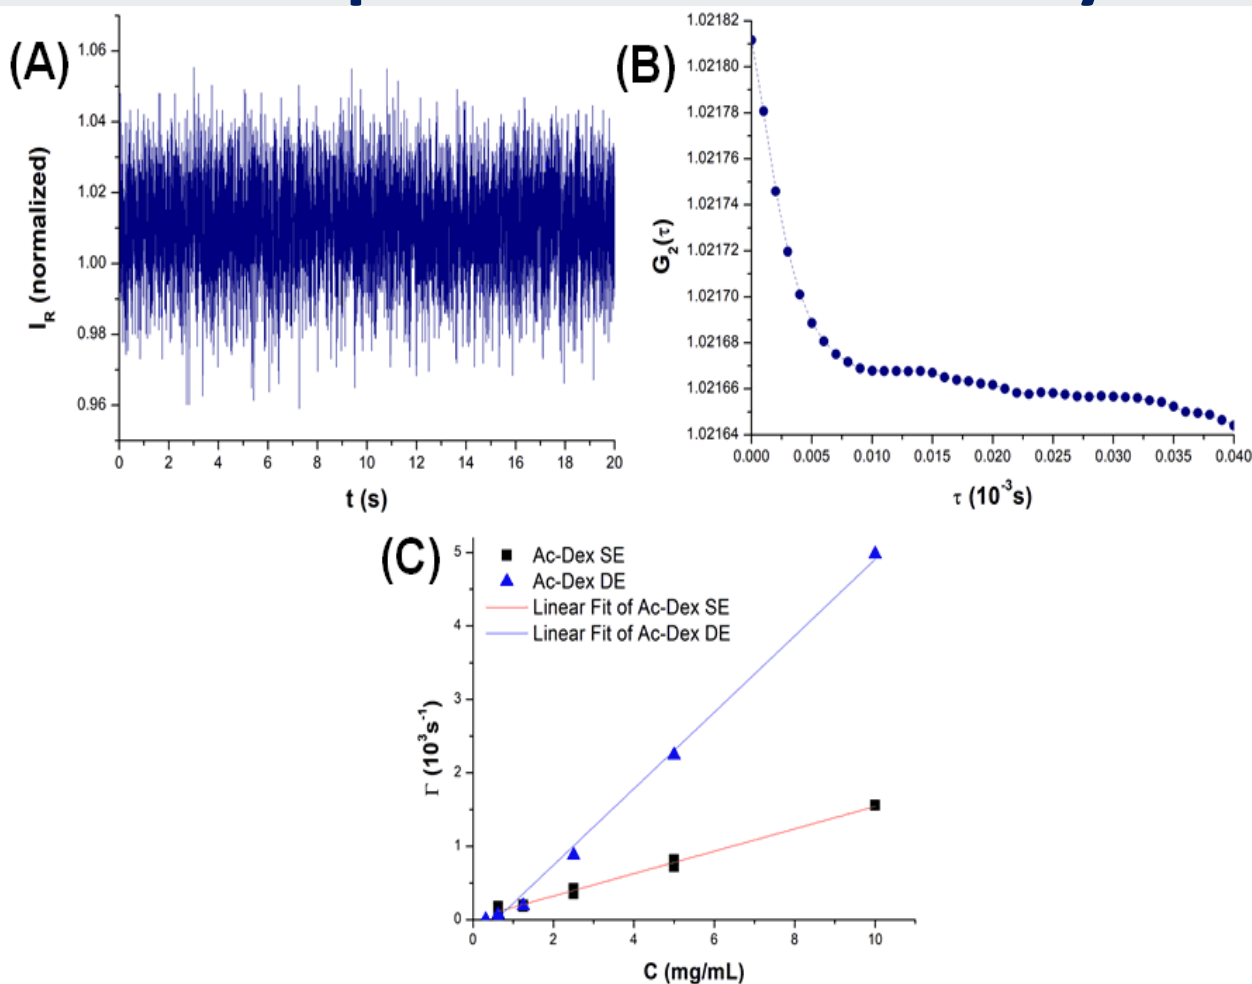 (A)
I_R (normalized)
1.06
1.04
1.02
1.00
0.98
0.96
0 2 4 6 8 10 12 14 16 18 20
t (s)
(B)
G_2(τ)
1.02182
1.02180
1.02178
1.02176
1.02174
1.02172
1.02170
1.02168
1.02166
1.02164
0.000 0.005 0.010 0.015 0.020 0.025 0.030 0.035 0.040
τ (10^-3 s)
(C)
Ac-Dex SE
Ac-Dex DE
Linear Fit of Ac-Dex SE
Linear Fit of Ac-Dex DE
Γ (10^3 s^-1)
5
4
3
2
1
0
0 2 4 6 8 10
C (mg/mL)